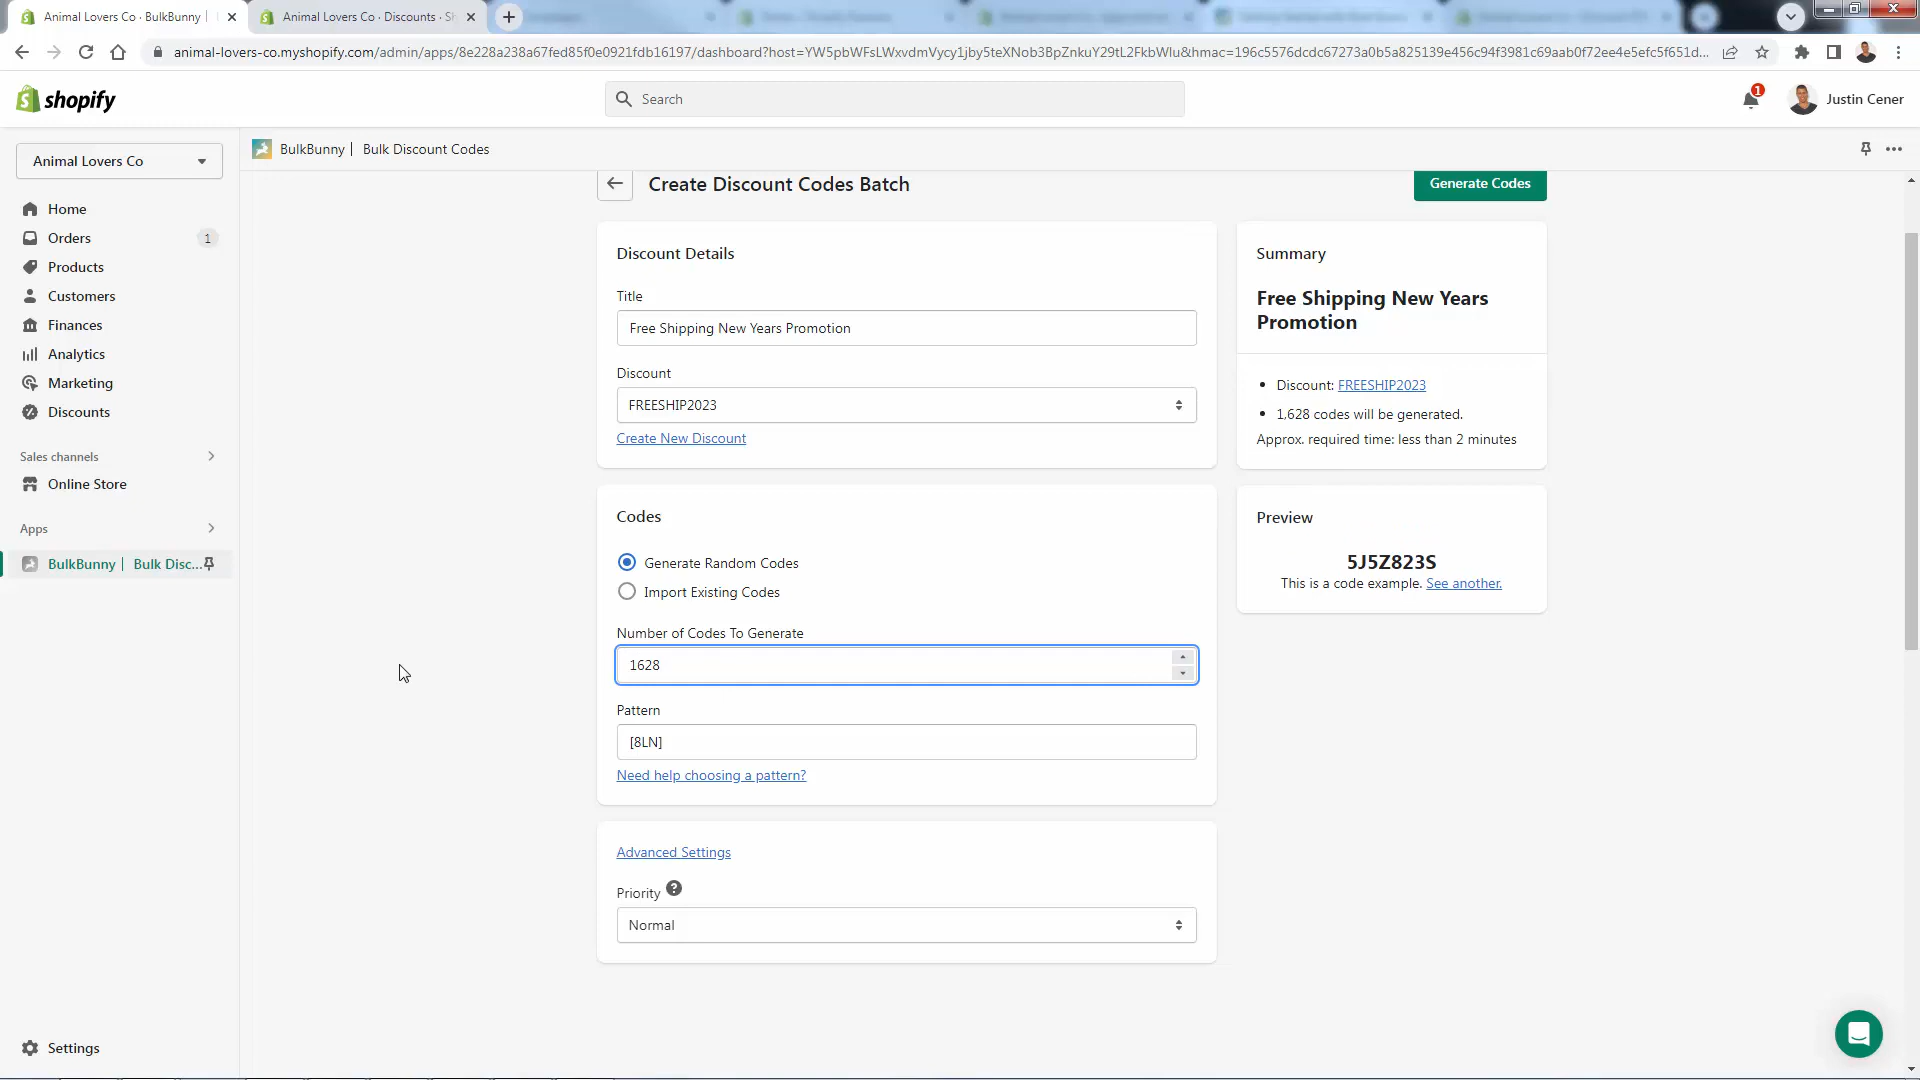 Animal Lovers Co · BulkBunny |
Animal Lovers Co · Discounts · Sh
animal-lovers-co.myshopify.com/admin/apps/8e228a238a67fed85f0e0921fdb16197/dashboard?host=YW5pbWFsLWxvdmVycy1jby5teXNob3BpZnkuY29tL2FkbWlu&hmac=196c5576dcdc67273a0b5a825139e456c94f3981c69aab0f72ee4e5efc5f651d...
shopify
Search
1
Justin Cener
Animal Lovers Co
BulkBunny | Bulk Discount Codes
Home
Orders
1
Products
Customers
Finances
Analytics
Marketing
Discounts
Sales channels
Online Store
Apps
BulkBunny | Bulk Disc...
Settings
Create Discount Codes Batch
Generate Codes
Discount Details
Title
Free Shipping New Years Promotion
Discount
FREESHIP2023
Create New Discount
Codes
Generate Random Codes
Import Existing Codes
Number of Codes To Generate
1628
Pattern
[8LN]
Need help choosing a pattern?
Advanced Settings
Priority
Normal
Summary
Free Shipping New Years
Promotion
Discount: FREESHIP2023
1,628 codes will be generated.
Approx. required time: less than 2 minutes
Preview
5J5Z823S
This is a code example. See another.